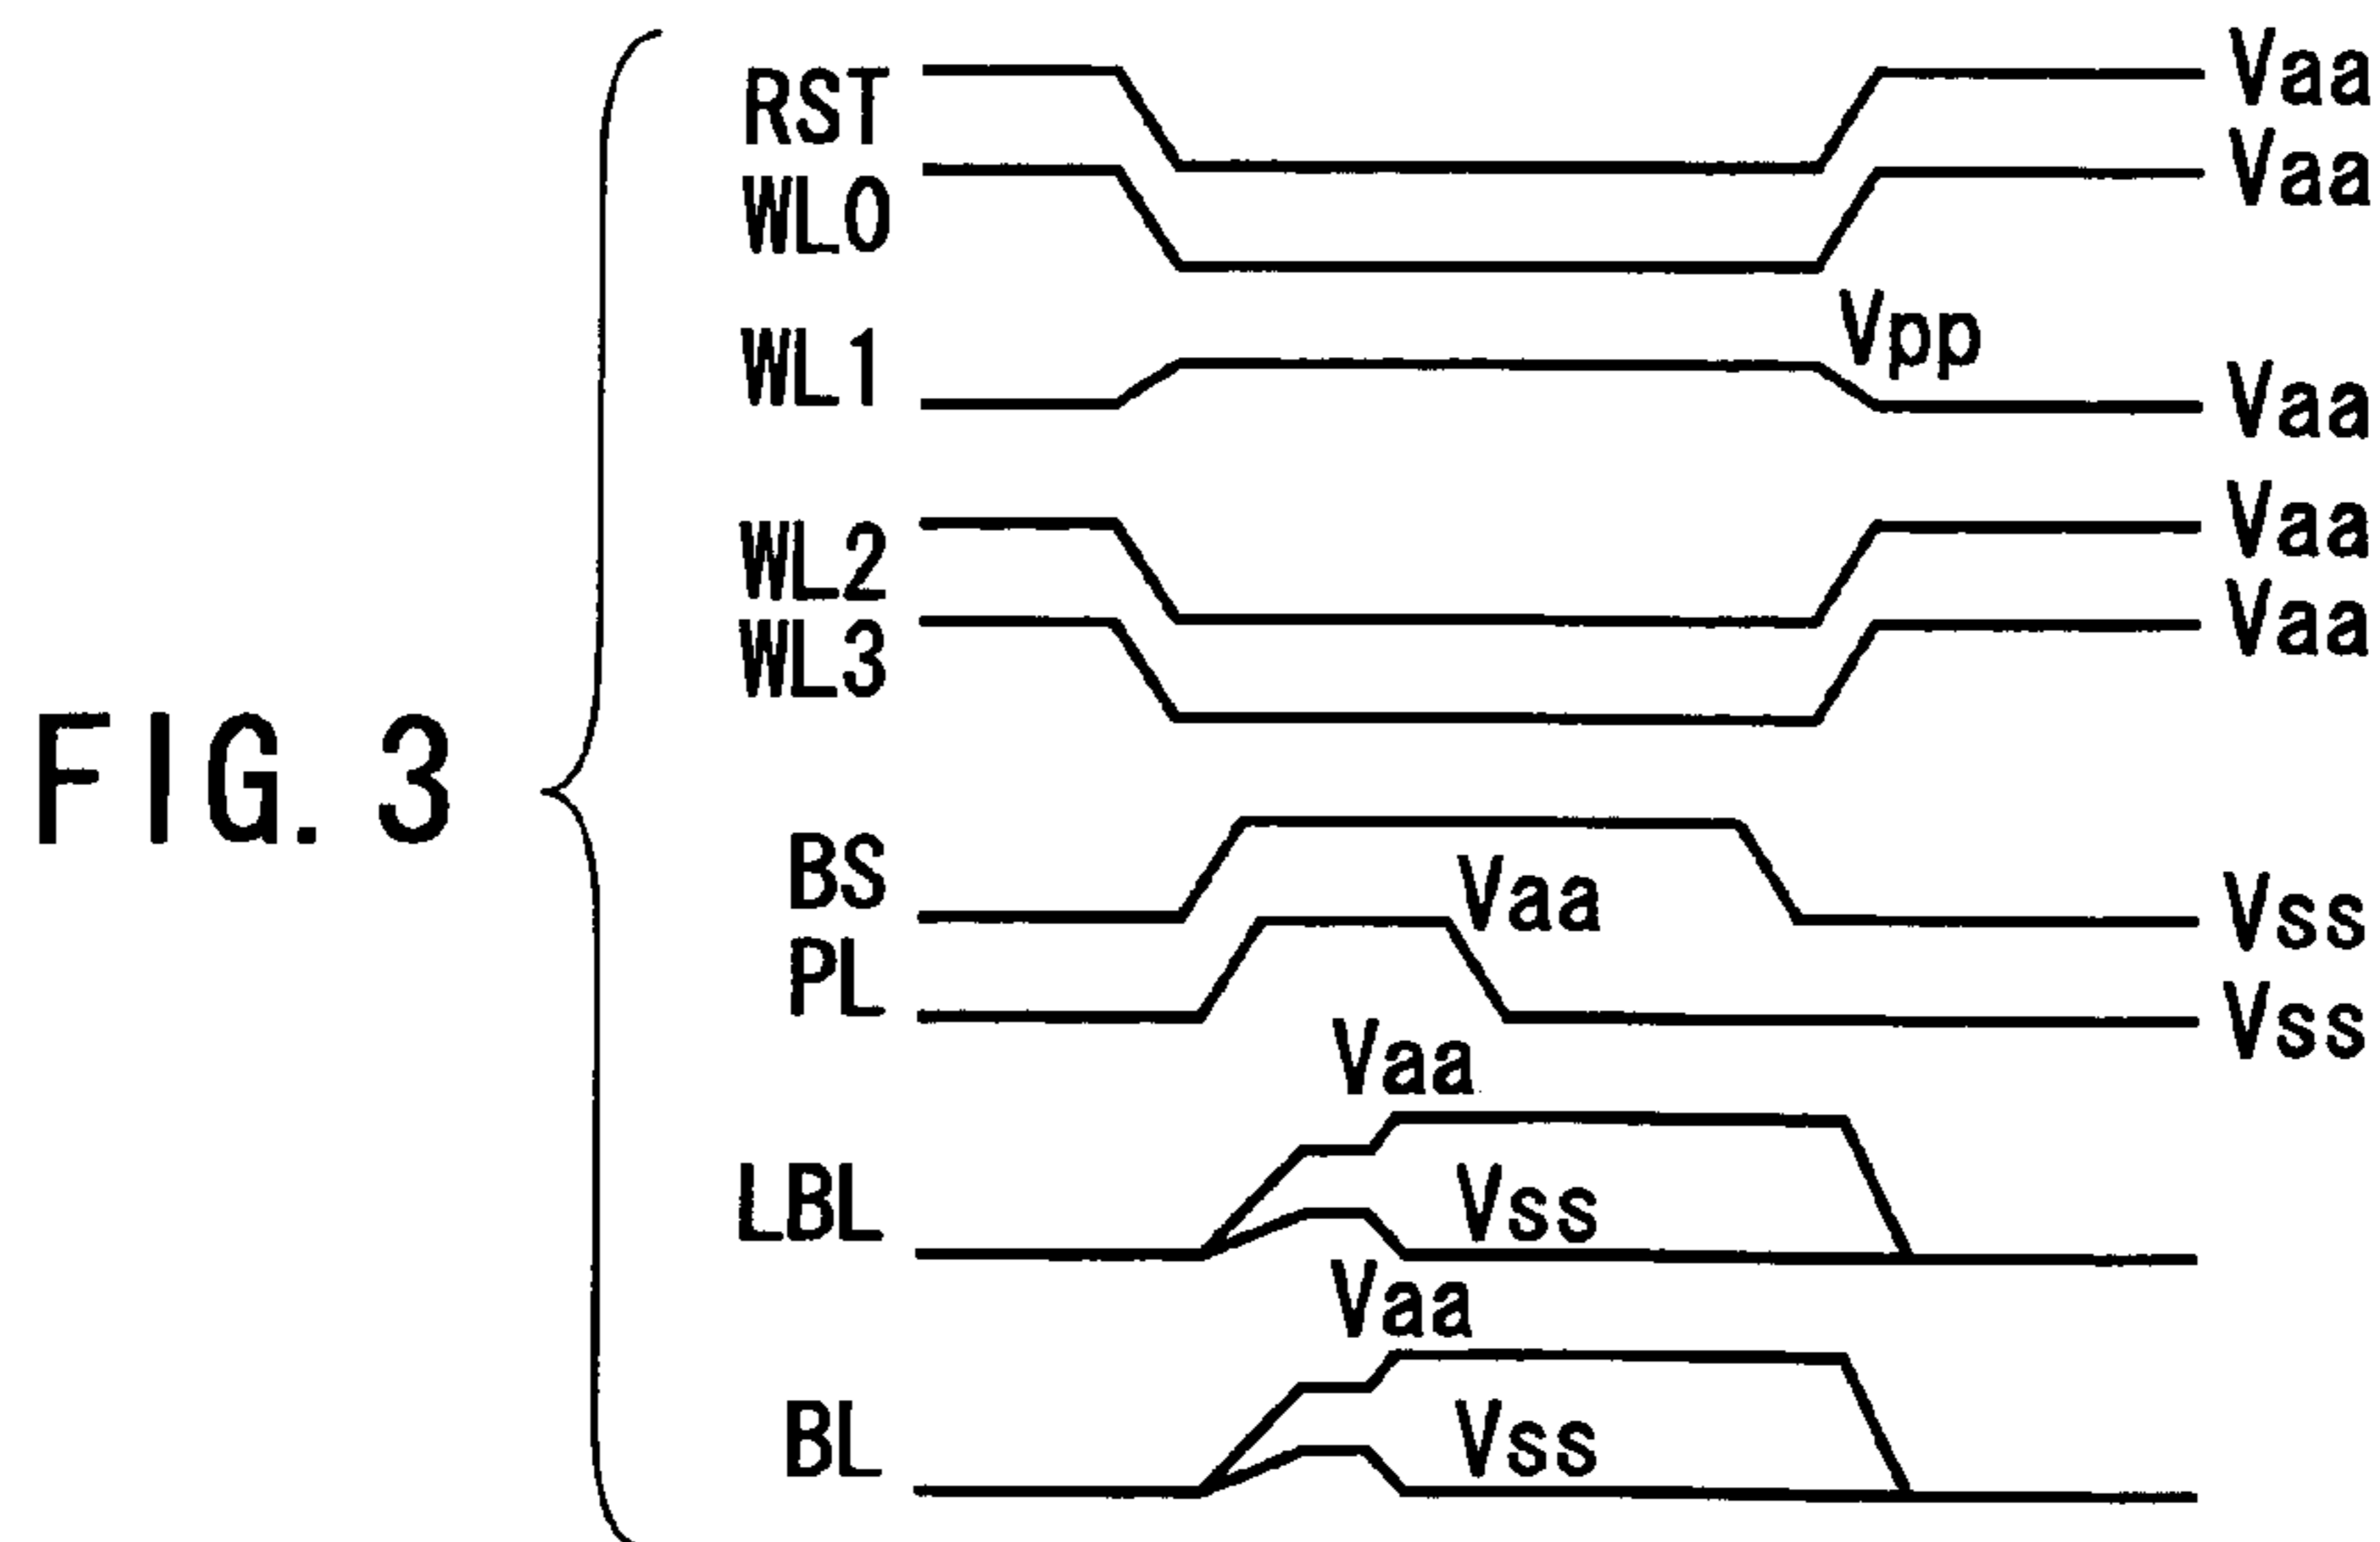 FIG. 3
RST Vaa
WL0 Vaa
WL1 Vpp Vaa
WL2 Vaa
WL3 Vaa
BS Vaa Vss
PL Vss
Vaa
LBL Vss
Vaa
BL Vss